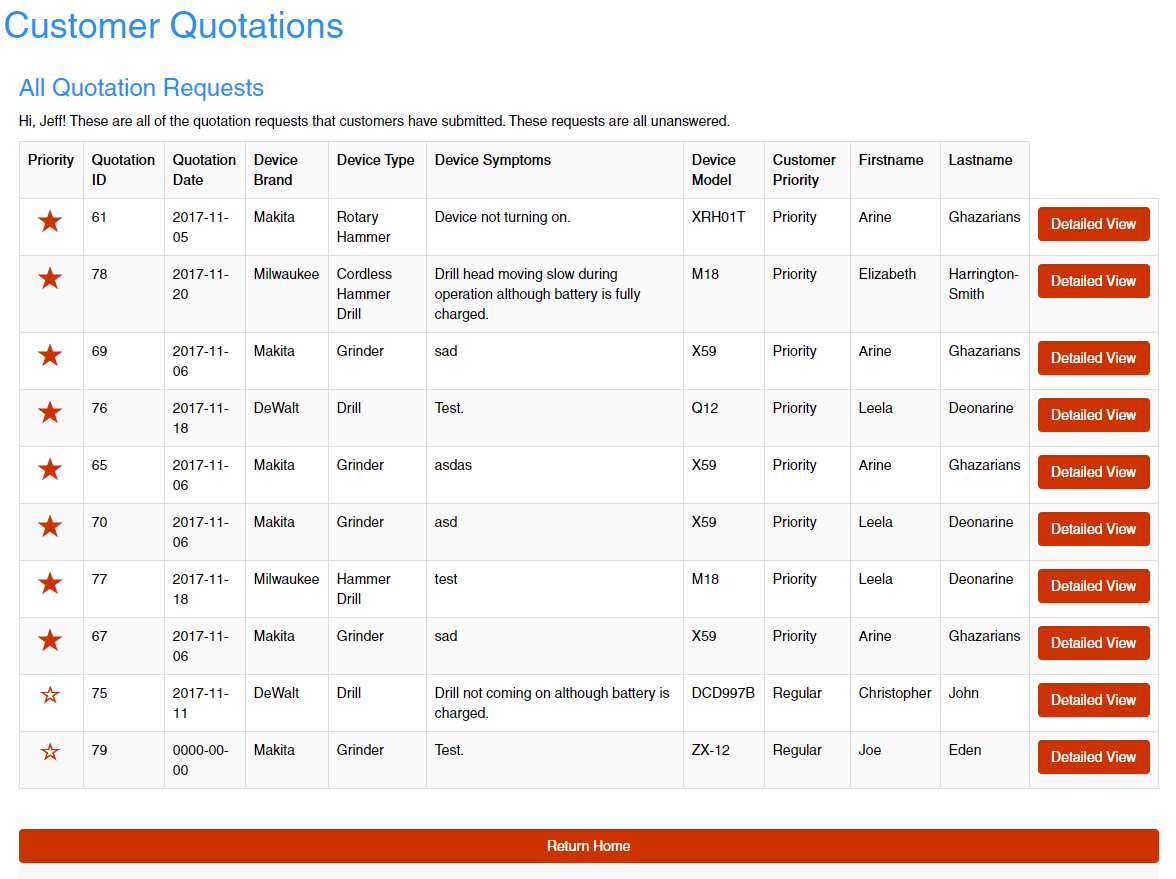 Customer Quotations
All Quotation Requests
Hi, Jeff! These are all of the quotation requests that customers have submitted. These requests are all unanswered.
Priority Quotation ID Quotation Date Device Brand Device Type Device Symptoms Device Model Customer Priority Firstname Lastname
61 2017-11-05 Makita Rotary Hammer Device not turning on. XRH01T Priority Arine Ghazarians Detailed View
78 2017-11-20 Milwaukee Cordless Hammer Drill Drill head moving slow during operation although battery is fully charged. M18 Priority Elizabeth Harrington-Smith Detailed View
69 2017-11-06 Makita Grinder sad X59 Priority Arine Ghazarians Detailed View
76 2017-11-18 DeWalt Drill Test. Q12 Priority Leela Deonarine Detailed View
65 2017-11-06 Makita Grinder asdas X59 Priority Arine Ghazarians Detailed View
70 2017-11-06 Makita Grinder asd X59 Priority Leela Deonarine Detailed View
77 2017-11-18 Milwaukee Hammer Drill test M18 Priority Leela Deonarine Detailed View
67 2017-11-06 Makita Grinder sad X59 Priority Arine Ghazarians Detailed View
75 2017-11-11 DeWalt Drill Drill not coming on although battery is charged. DCD997B Regular Christopher John Detailed View
79 0000-00-00 Makita Grinder Test. ZX-12 Regular Joe Eden Detailed View
Return Home